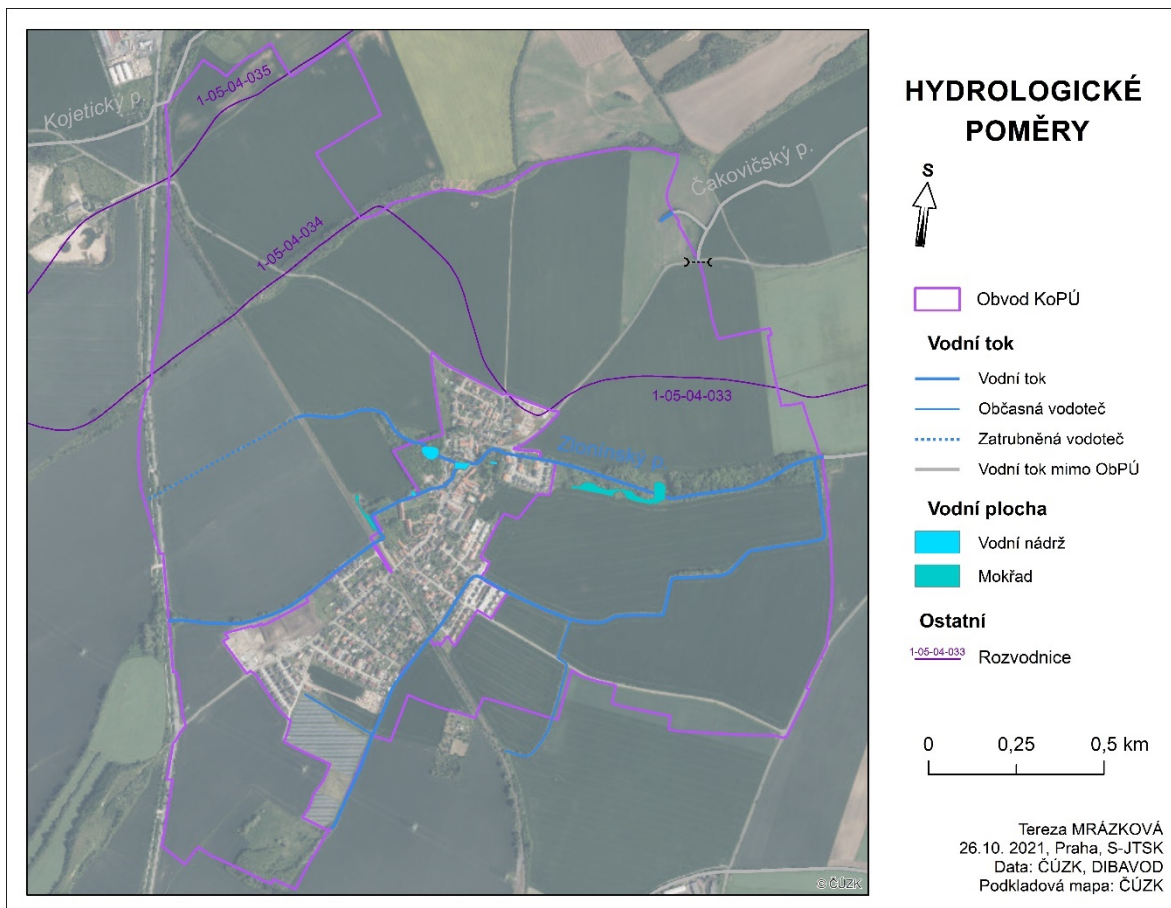 Kojetický p.
1-05-04-035
1-05-04-034
Čakovičský p.
1-05-04-033
Zlonínský p.
© ČÚZK
HYDROLOGICKÉ
POMĚRY
S
Obvod KoPÚ
Vodní tok
Vodní tok
Občasná vodoteč
Zatrubněná vodoteč
Vodní tok mimo ObPÚ
Vodní plocha
Vodní nádrž
Mokřad
Ostatní
1-05-04-033 Rozvodnice
0 0,25 0,5 km
Tereza MRÁZKOVÁ
26.10. 2021, Praha, S-JTSK
Data: ČÚZK, DIBAVOD
Podkladová mapa: ČÚZK